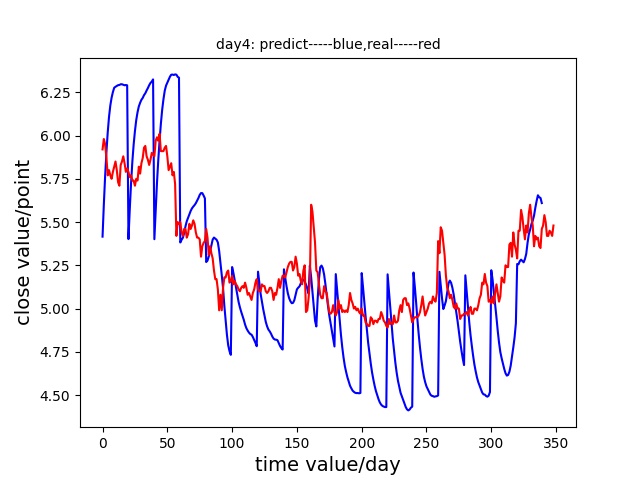 day4: predict-----blue,real-----red
6.25
6.00
5.75
5.50
5.25
5.00
4.75
4.50
close value/point
0 50 100 150 200 250 300 350
time value/day